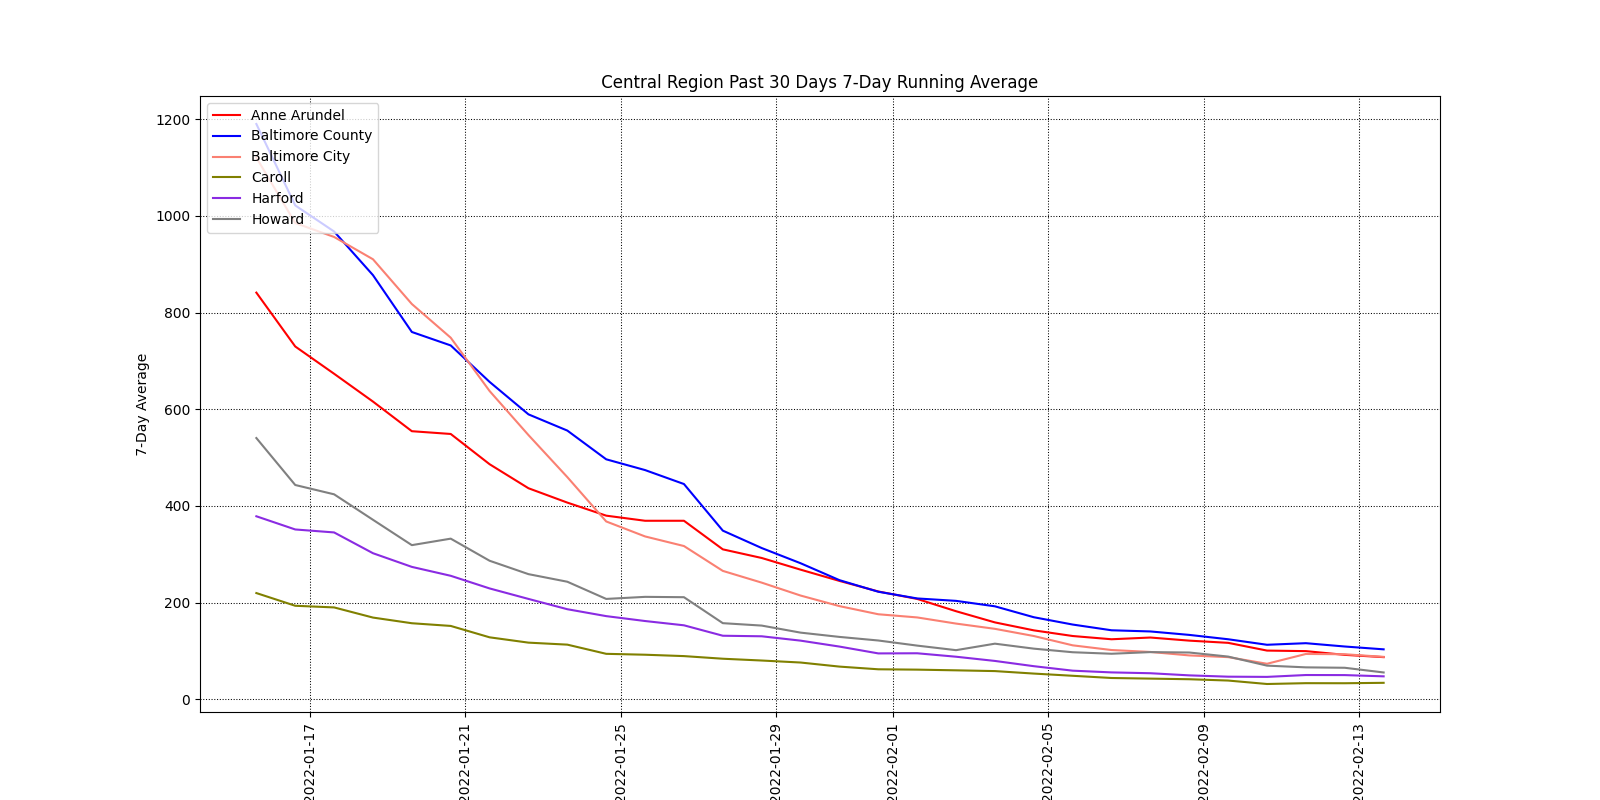 Central Region Past 30 Days 7-Day Running Average
Anne Arundel
Baltimore County
Baltimore City
Caroll
Harford
Howard
7-Day Average
1200
1000
800
600
400
200
0
2022-01-17
2022-01-21
2022-01-25
2022-01-29
2022-02-01
2022-02-05
2022-02-09
2022-02-13